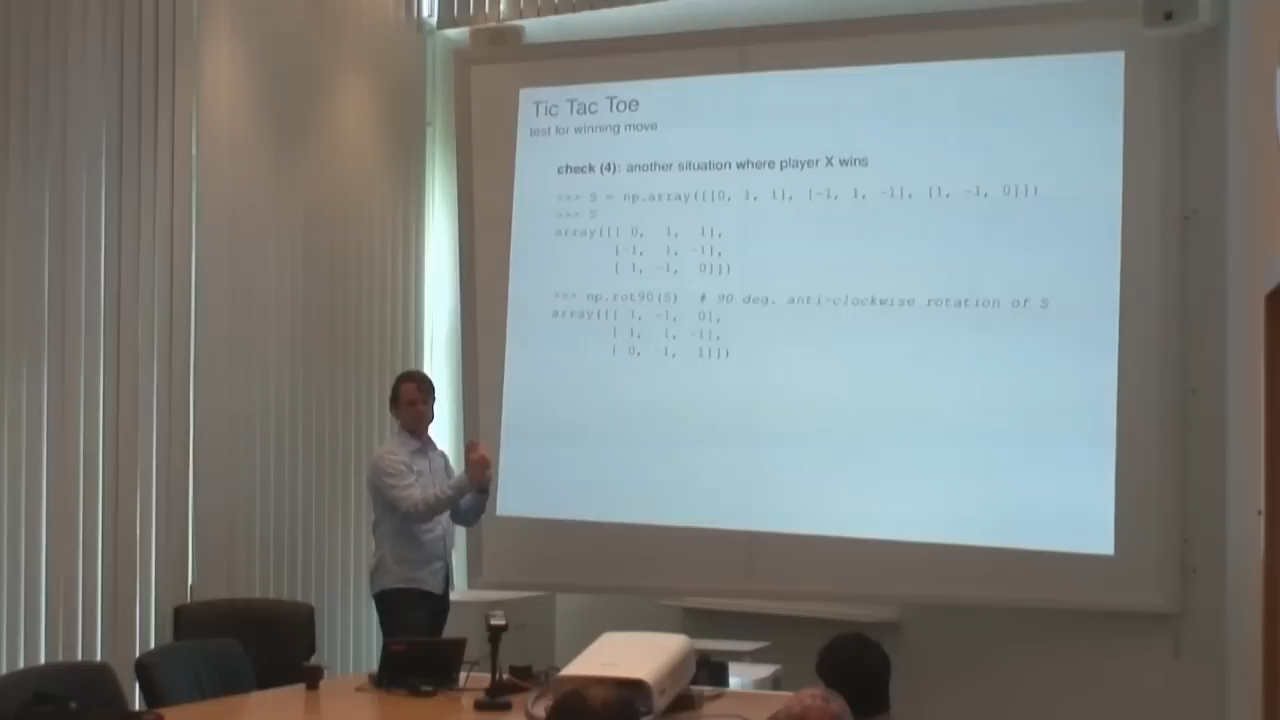 Tic Tac Toe
test for winning move
check (4): another situation where player X wins
>>> S = np.array([[0, 1, 1], [-1, 1, -1], [1, -1, 0]])
>>> S
array([[ 0, 1, 1],
[-1, 1, -1],
[ 1, -1, 0]])
>>> np.rot90(S) # 90 deg. anti-clockwise rotation of S
array([[ 1, -1, 0],
[ 1, 1, -1],
[ 0, -1, 1]])